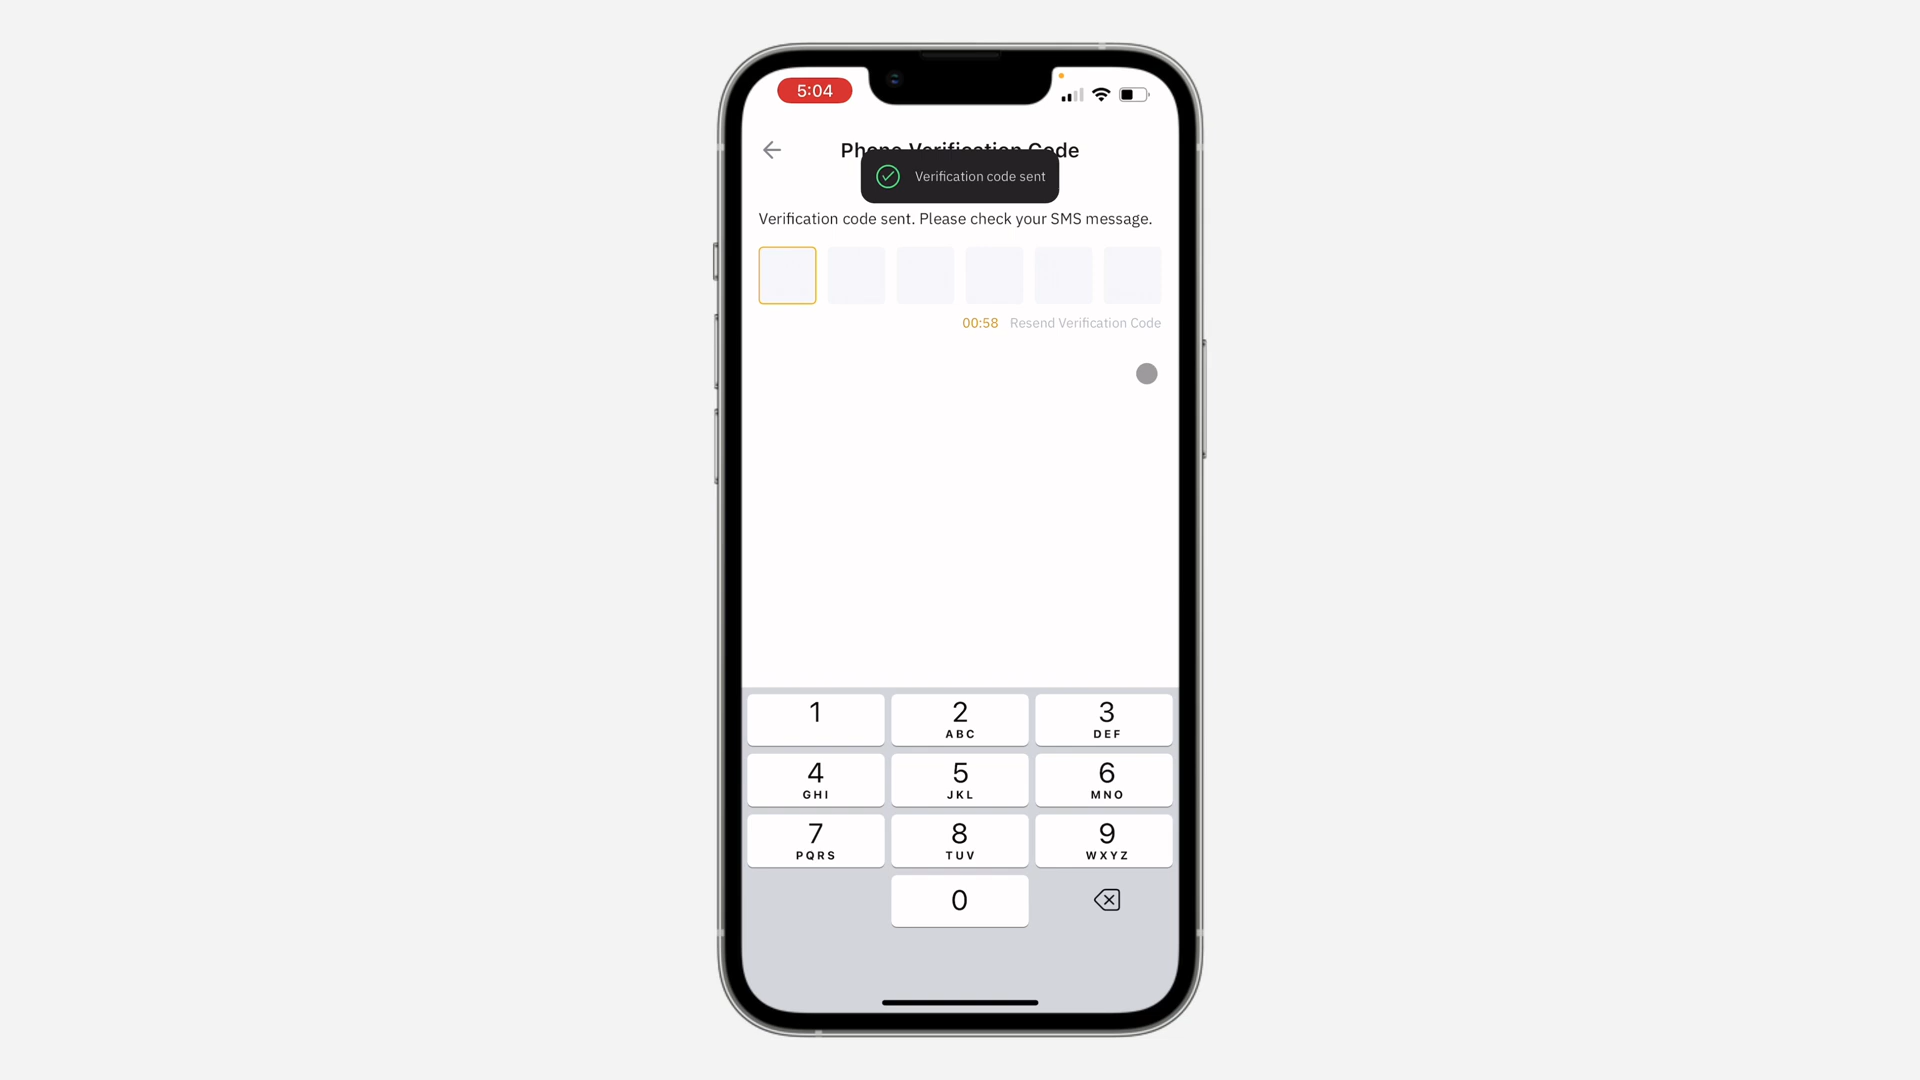 5:04
Phone Verification Code
Verification code sent
Verification code sent. Please check your SMS message.
00:58 Resend Verification Code
1
2
ABC
3
DEF
4
GHI
5
JKL
6
MNO
7
PQRS
8
TUV
9
WXYZ
0